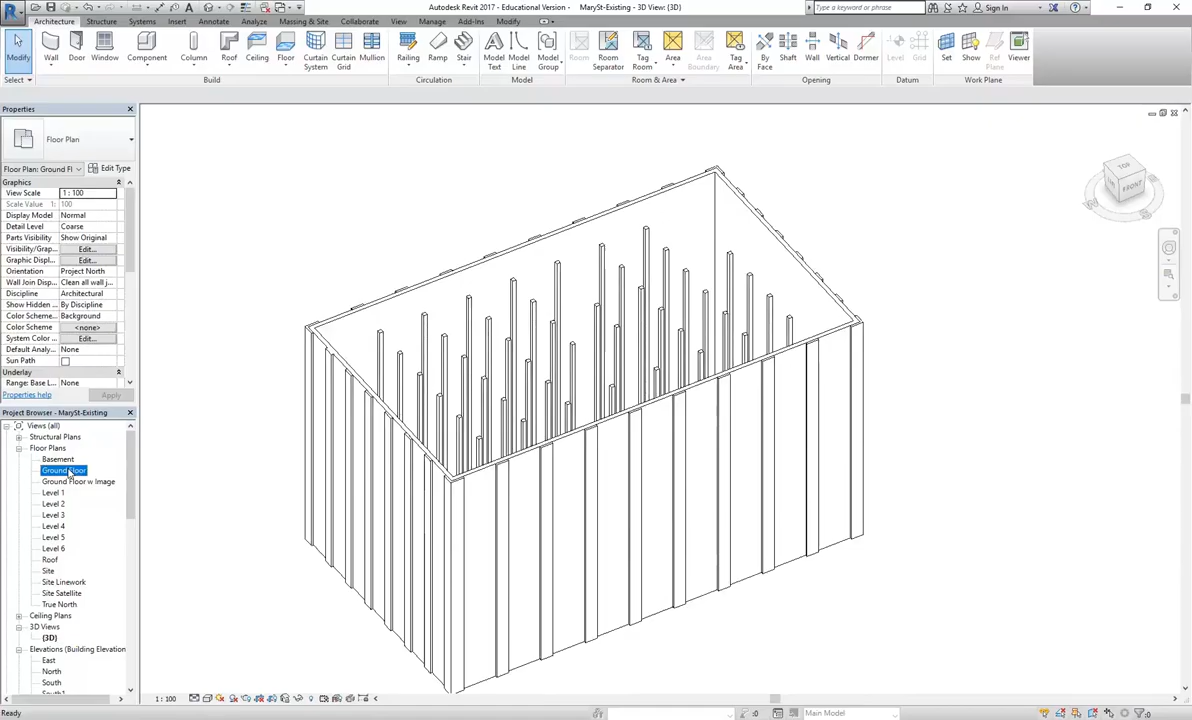 Autodesk Revit 2017 - Educational Version - MarySt-Existing - 3D View: {3D}
Type a keyword or phrase
Sign In
Architecture Structure Systems Insert Annotate Analyze Massing & Site Collaborate View Manage Add-Ins Modify
Modify Wall Door Window Component Column Roof Ceiling Floor Curtain System Curtain Grid Mullion Railing Ramp Stair Model Text Model Line Model Group Room Room Separator Tag Room Area Area Boundary Tag Area By Face Shaft Wall Vertical Dormer Level Grid Set Show Ref Plane Viewer
Select Build Circulation Model Room & Area Opening Datum Work Plane
Properties
Floor Plan
Floor Plan: Ground Fl Edit Type
Graphics
View Scale 1 : 100
Scale Value 1: 100
Display Model Normal
Detail Level Coarse
Parts Visibility Show Original
Visibility/Grap... Edit...
Graphic Displ... Edit...
Orientation Project North
Wall Join Disp... Clean all wall j...
Discipline Architectural
Show Hidden ... By Discipline
Color Scheme... Background
Color Scheme <none>
System Color ... Edit...
Default Analy... None
Sun Path
Underlay
Range: Base L... None
Properties help Apply
Project Browser - MarySt-Existing
Views (all)
Structural Plans
Floor Plans
Basement
Ground Floor
Ground Floor w Image
Level 1
Level 2
Level 3
Level 4
Level 5
Level 6
Roof
Site
Site Linework
Site Satellite
True North
Ceiling Plans
3D Views
{3D}
Elevations (Building Elevation
East
North
South
South1
TOP
FRONT
1 : 100
Ready
:0
Main Model
:0